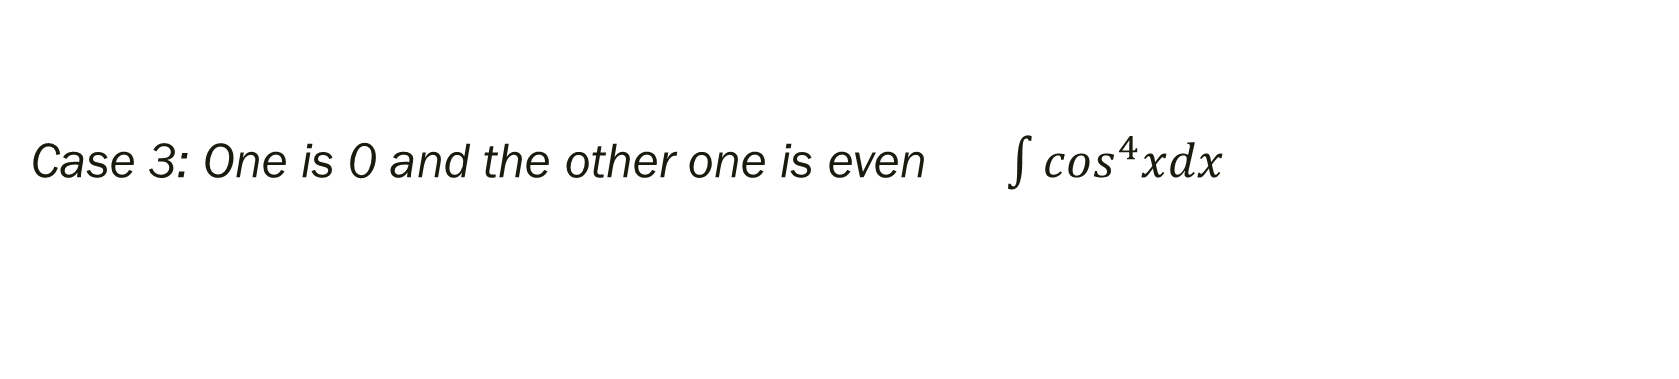 Case 3: One is 0 and the other one is even ∫ cos⁴xdx